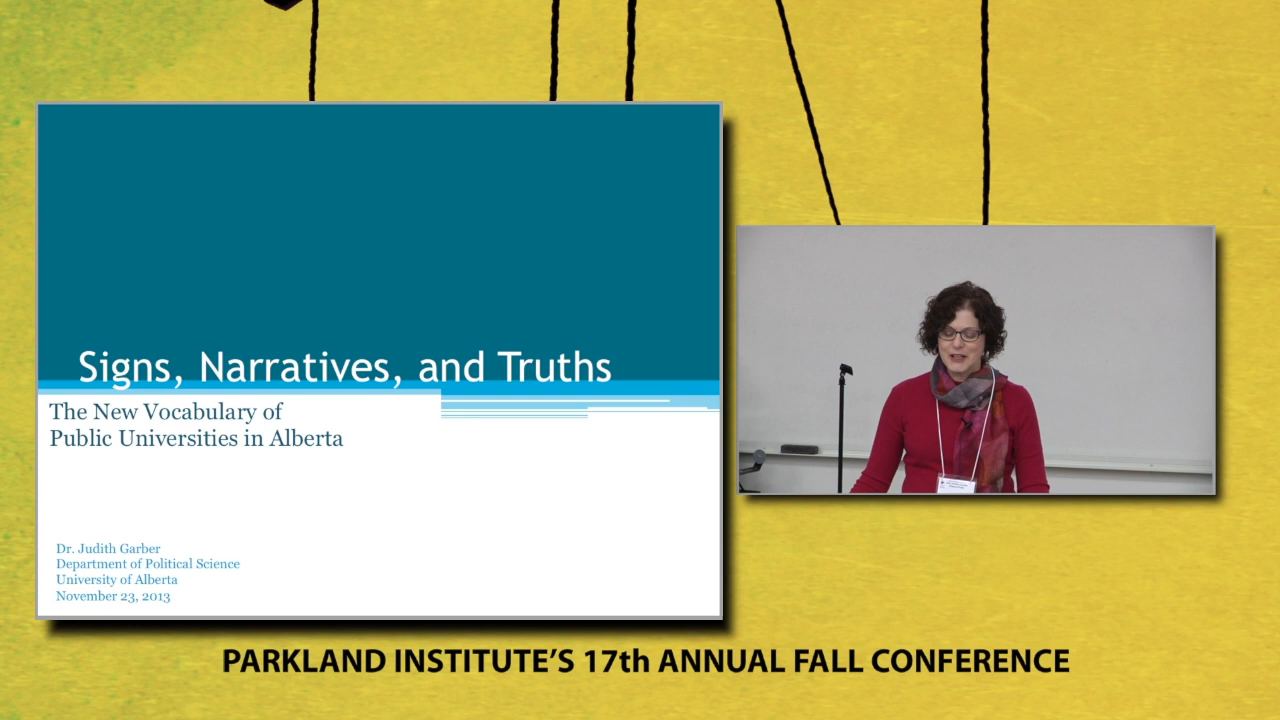 Signs, Narratives, and Truths
The New Vocabulary of
Public Universities in Alberta
Dr. Judith Garber
Department of Political Science
University of Alberta
November 23, 2013
PARKLAND INSTITUTE'S 17th ANNUAL FALL CONFERENCE